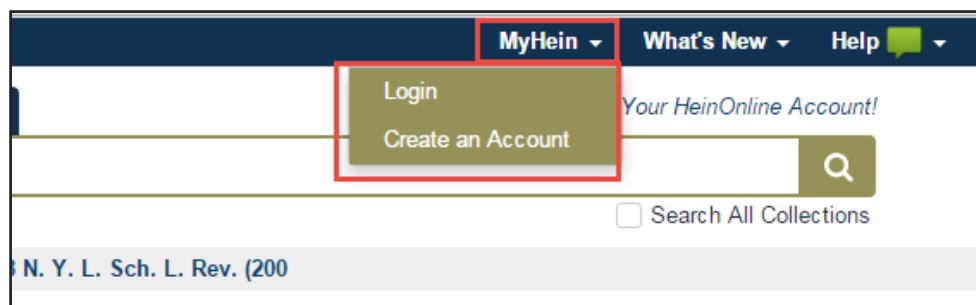 MyHein What's New Help
Login
Your HeinOnline Account!
Create an Account
Search All Collections
N. Y. L. Sch. L. Rev. (200